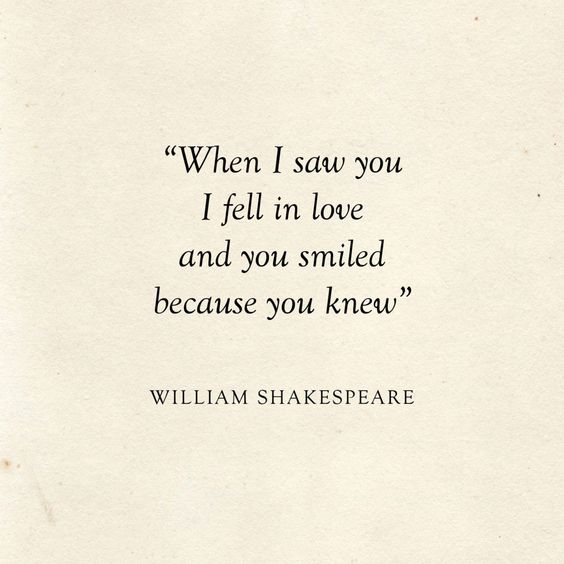 “When I saw you
I fell in love
and you smiled
because you knew”
WILLIAM SHAKESPEARE